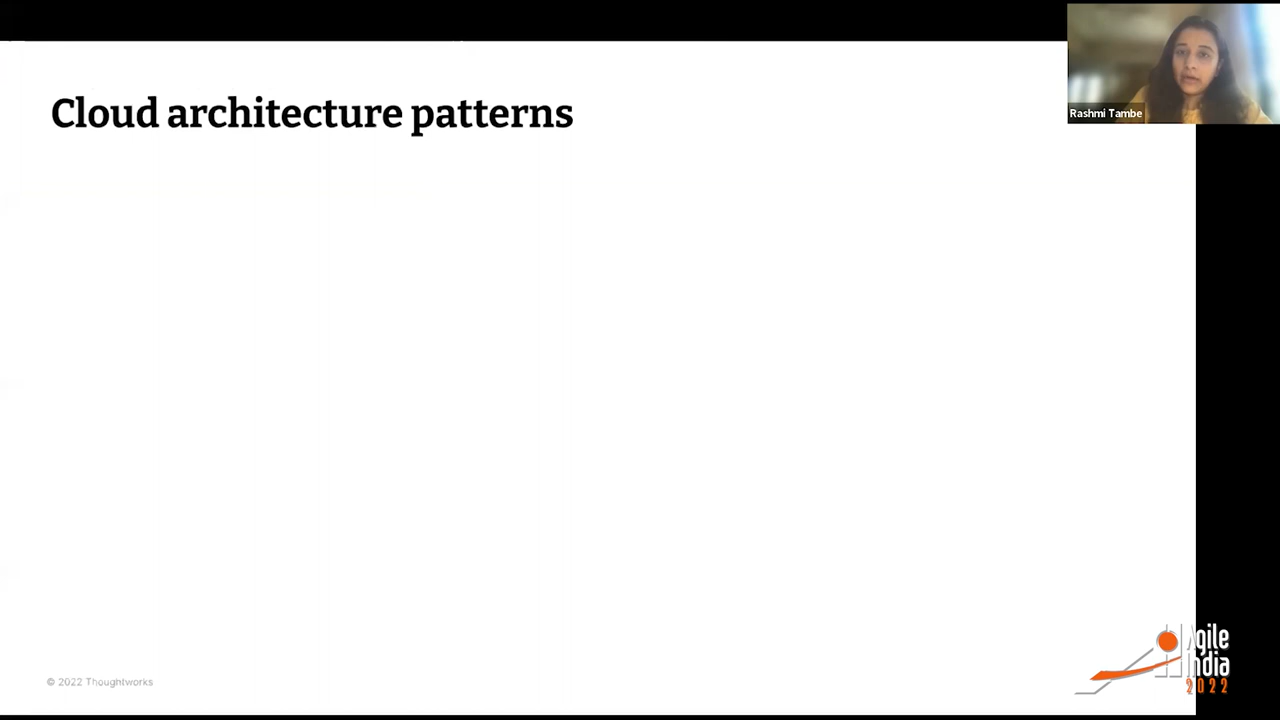 Cloud architecture patterns
Rashmi Tambe
© 2022 Thoughtworks
Agile
India
2022